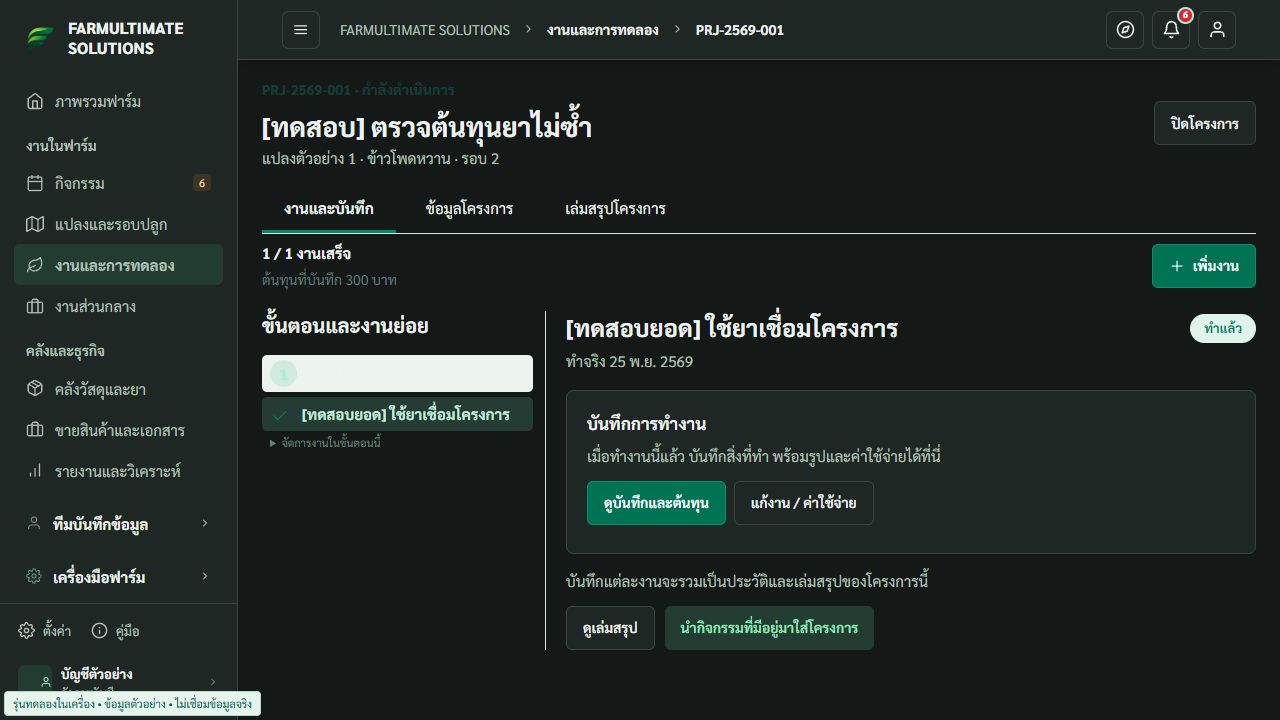 FARMULTIMATE
SOLUTIONS
ภาพรวมฟาร์ม
งานในฟาร์ม
กิจกรรม
6
แปลงและรอบปลูก
งานและการทดลอง
งานส่วนกลาง
คลังและธุรกิจ
คลังวัสดุและยา
ขายสินค้าและเอกสาร
รายงานและวิเคราะห์
ทีมบันทึกข้อมูล
เครื่องมือฟาร์ม
ตั้งค่า
คู่มือ
บัญชีตัวอย่าง
รุ่นทดลองในเครื่อง • ข้อมูลตัวอย่าง • ไม่เชื่อมข้อมูลจริง
FARMULTIMATE SOLUTIONS > งานและการทดลอง > PRJ-2569-001
6
PRJ-2569-001 · กำลังดำเนินการ
[ทดสอบ] ตรวจต้นทุนยาไม่ซ้ำ
แปลงตัวอย่าง 1 · ข้าวโพดหวาน · รอบ 2
ปิดโครงการ
งานและบันทึก
ข้อมูลโครงการ
เล่มสรุปโครงการ
1 / 1 งานเสร็จ
ต้นทุนที่บันทึก 300 บาท
+ เพิ่มงาน
ขั้นตอนและงานย่อย
1
[ทดสอบยอด] ใช้ยาเชื่อมโครงการ
จัดการงานในขั้นตอนนี้
[ทดสอบยอด] ใช้ยาเชื่อมโครงการ
ทำแล้ว
ทำจริง 25 พ.ย. 2569
บันทึกการทำงาน
เมื่อทำงานนี้แล้ว บันทึกสิ่งที่ทำ พร้อมรูปและค่าใช้จ่ายได้ที่นี่
ดูบันทึกและต้นทุน
แก้งาน / ค่าใช้จ่าย
บันทึกแต่ละงานจะรวมเป็นประวัติและเล่มสรุปของโครงการนี้
ดูเล่มสรุป
นำกิจกรรมที่มีอยู่มาใส่โครงการ